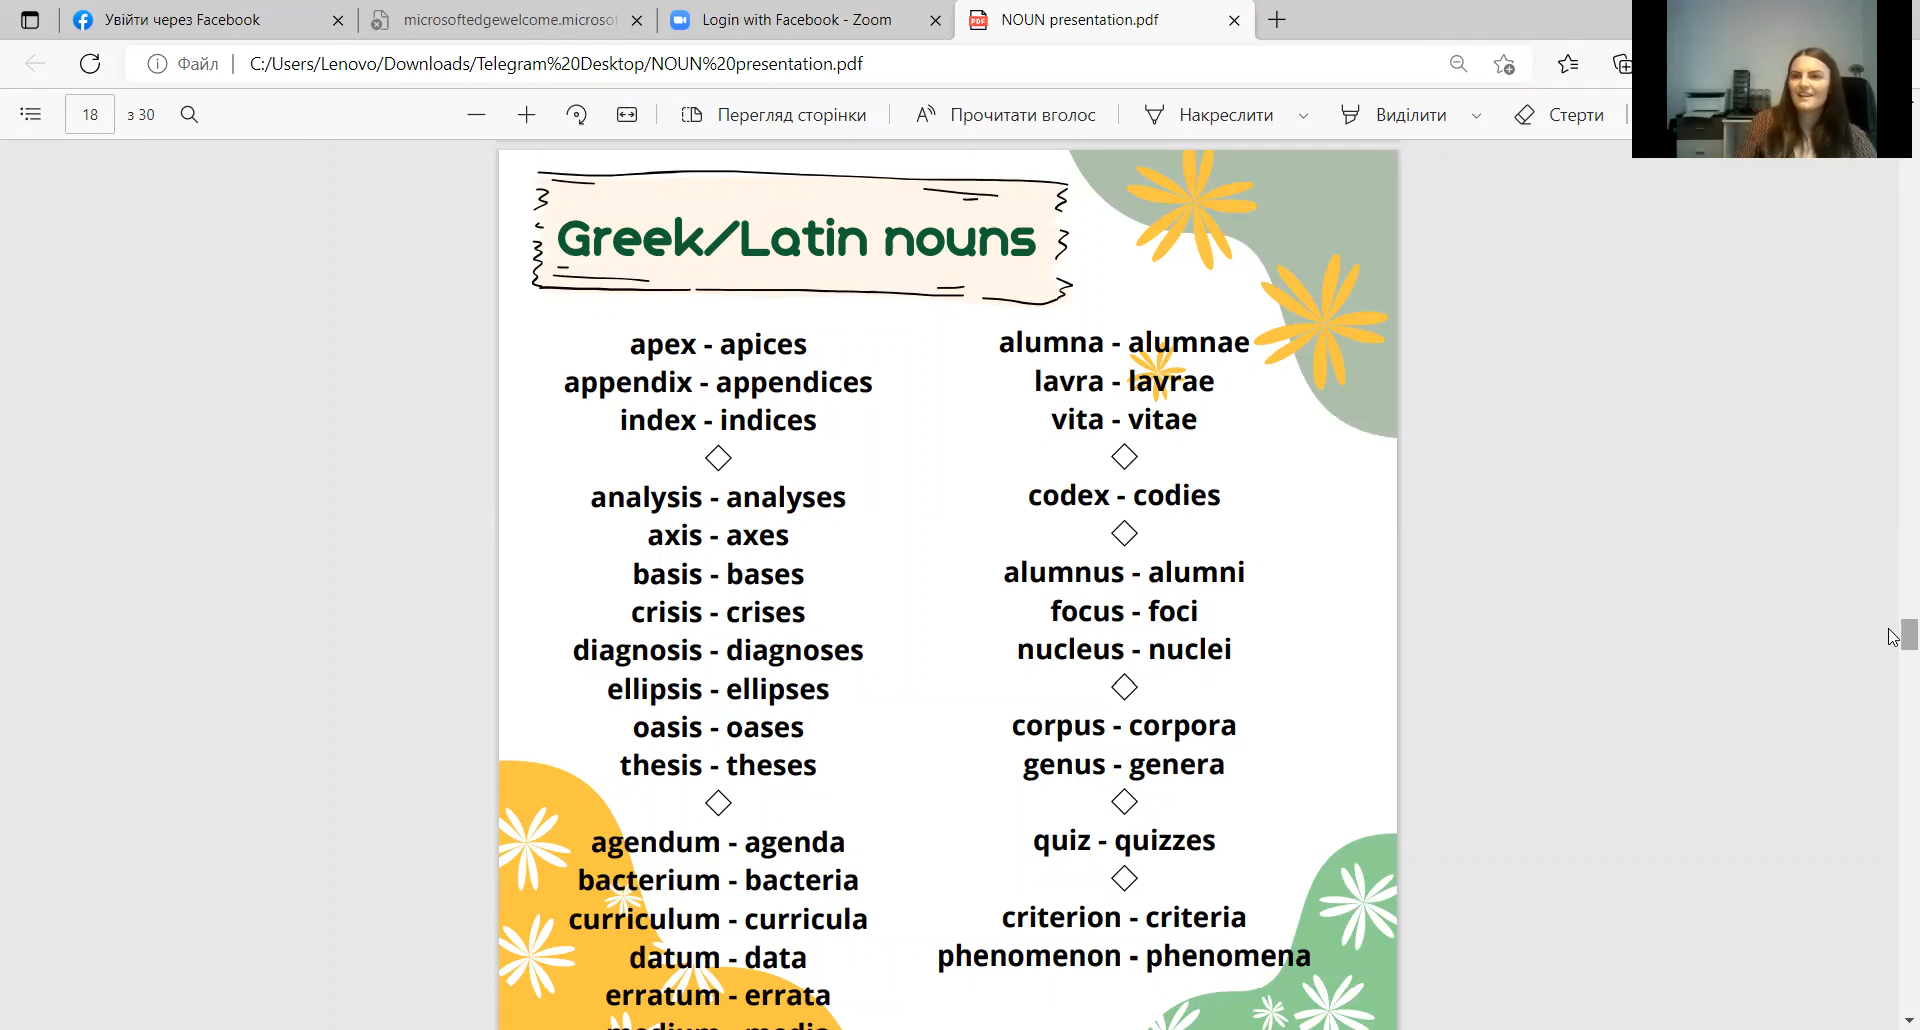 Увійти через Facebook
microsoftedgewelcome.microsof
Login with Facebook - Zoom
NOUN presentation.pdf
Файл
C:/Users/Lenovo/Downloads/Telegram%20Desktop/NOUN%20presentation.pdf
18 з 30
Перегляд сторінки
Прочитати вголос
Накреслити
Виділити
Стерти
Greek/Latin nouns
apex - apices
appendix - appendices
index - indices
analysis - analyses
axis - axes
basis - bases
crisis - crises
diagnosis - diagnoses
ellipsis - ellipses
oasis - oases
thesis - theses
agendum - agenda
bacterium - bacteria
curriculum - curricula
datum - data
erratum - errata
medium - media
alumna - alumnae
lavra - lavrae
vita - vitae
codex - codies
alumnus - alumni
focus - foci
nucleus - nuclei
corpus - corpora
genus - genera
quiz - quizzes
criterion - criteria
phenomenon - phenomena